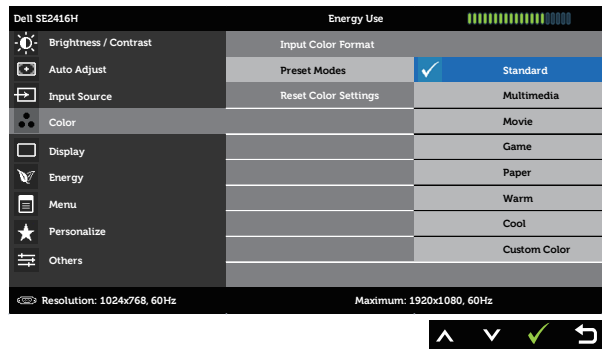 Dell SE2416H
Energy Use
Brightness / Contrast
Auto Adjust
Input Source
Color
Display
Energy
Menu
Personalize
Others
Input Color Format
Preset Modes
Reset Color Settings
Standard
Multimedia
Movie
Game
Paper
Warm
Cool
Custom Color
Resolution: 1024x768, 60Hz
Maximum: 1920x1080, 60Hz